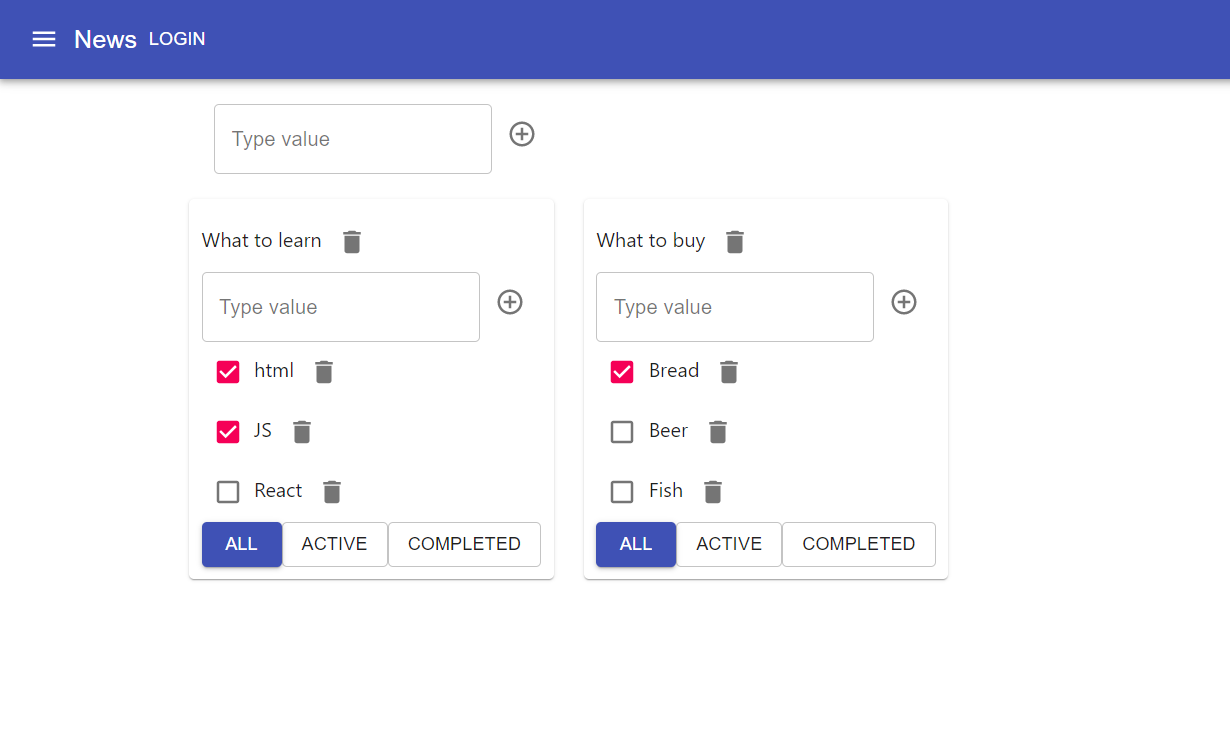 News LOGIN
Type value
What to learn
Type value
html
JS
React
ALL ACTIVE COMPLETED
What to buy
Type value
Bread
Beer
Fish
ALL ACTIVE COMPLETED